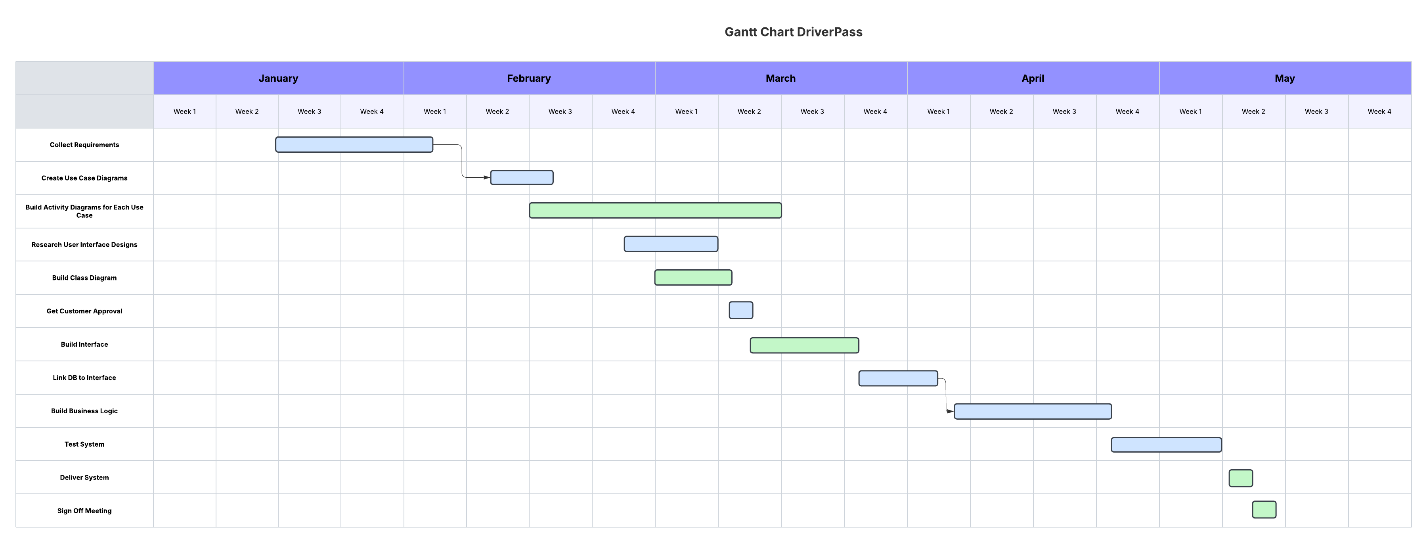 Gantt Chart DriverPass
January February March April May
Week 1 Week 2 Week 3 Week 4 Week 1 Week 2 Week 3 Week 4 Week 1 Week 2 Week 3 Week 4 Week 1 Week 2 Week 3 Week 4 Week 1 Week 2 Week 3 Week 4
Collect Requirements
Create Use Case Diagrams
Build Activity Diagrams for Each Use
Case
Research User Interface Designs
Build Class Diagram
Get Customer Approval
Build Interface
Link DB to Interface
Build Business Logic
Test System
Deliver System
Sign Off Meeting